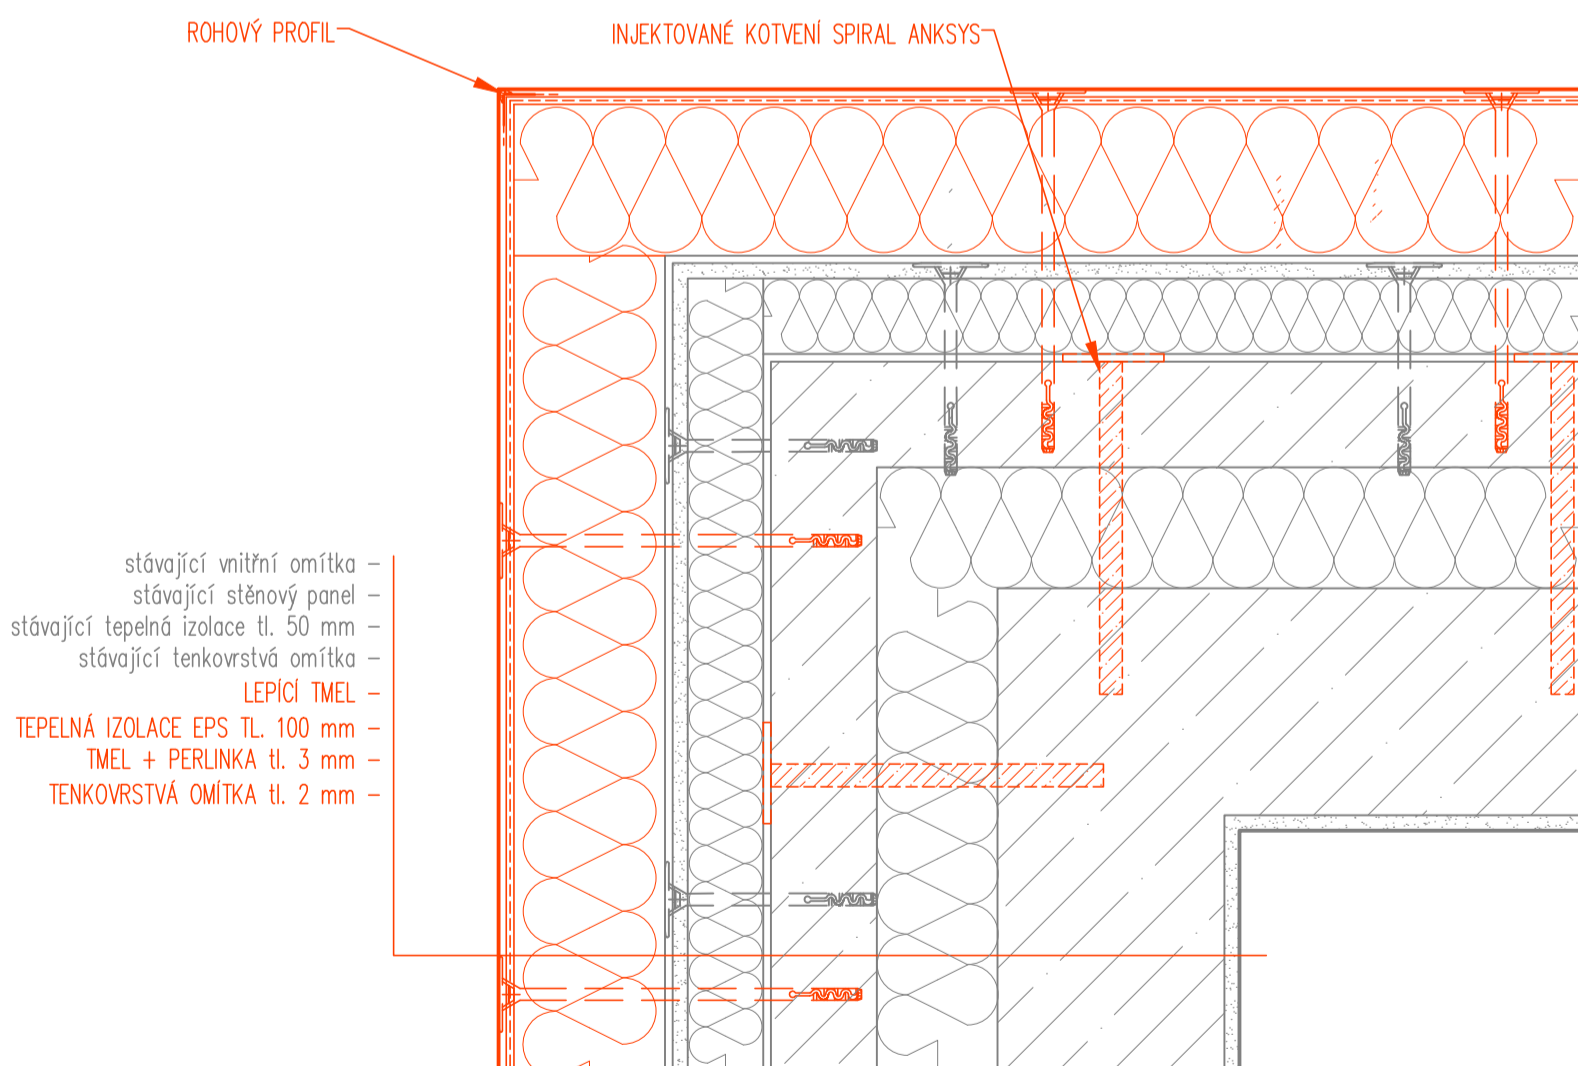 ROHOVÝ PROFIL
INJEKTOVANÉ KOTVENÍ SPIRAL ANKSYS
stávající vnitřní omítka –
stávající stěnový panel –
stávající tepelná izolace tl. 50 mm –
stávající tenkovrstvá omítka –
LEPÍCÍ TMEL –
TEPELNÁ IZOLACE EPS TL. 100 mm –
TMEL + PERLINKA tl. 3 mm –
TENKOVRSTVÁ OMÍTKA tl. 2 mm –